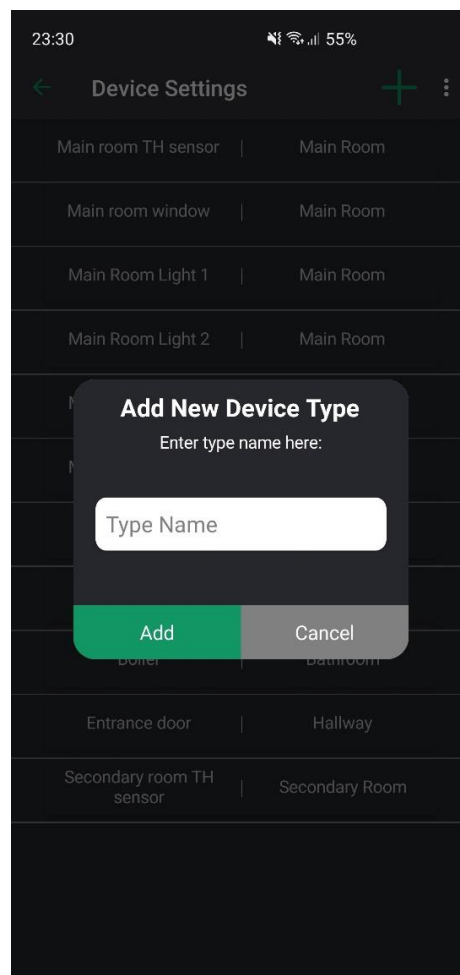 23:30 55%
Device Settings
Main room TH sensor | Main Room
Main room window | Main Room
Main Room Light 1 | Main Room
Main Room Light 2 | Main Room
Add New Device Type
Enter type name here:
Type Name
Add Cancel
Boiler | Bathroom
Entrance door | Hallway
Secondary room TH
sensor | Secondary Room